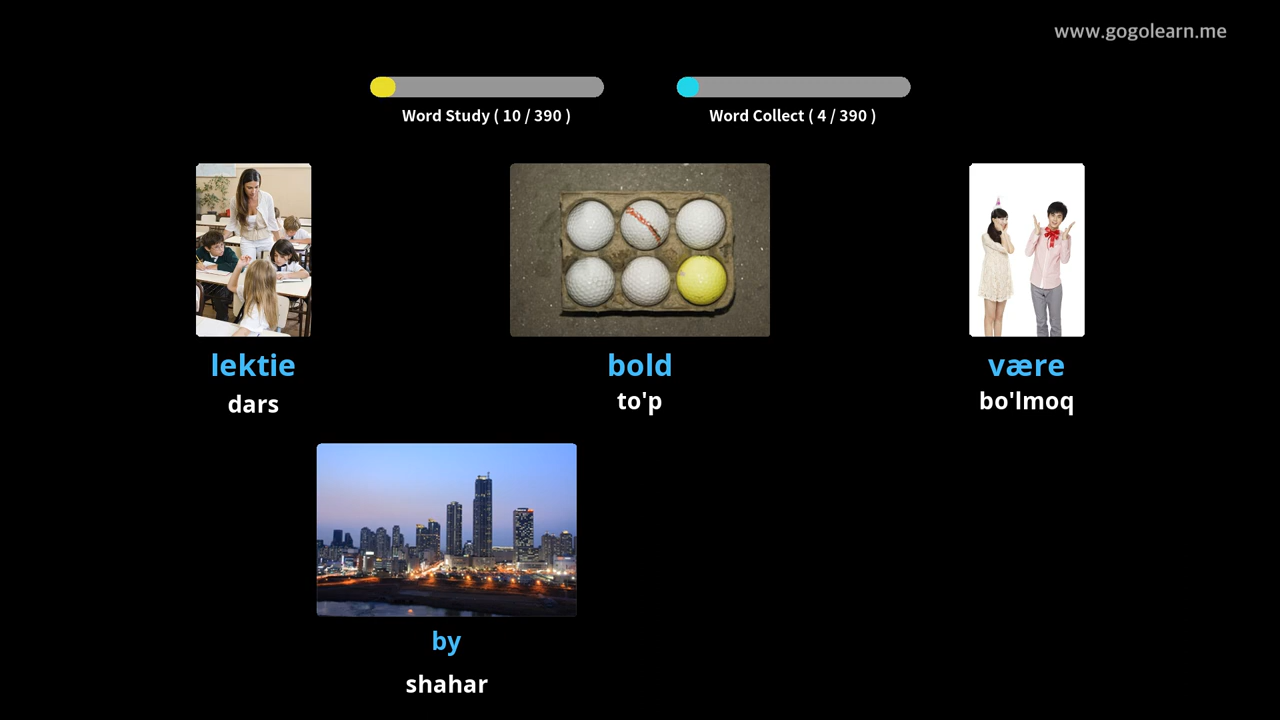 www.gogolearn.me
Word Study ( 10 / 390 )
Word Collect ( 4 / 390 )
lektie
dars
bold
to'p
være
bo'lmoq
by
shahar